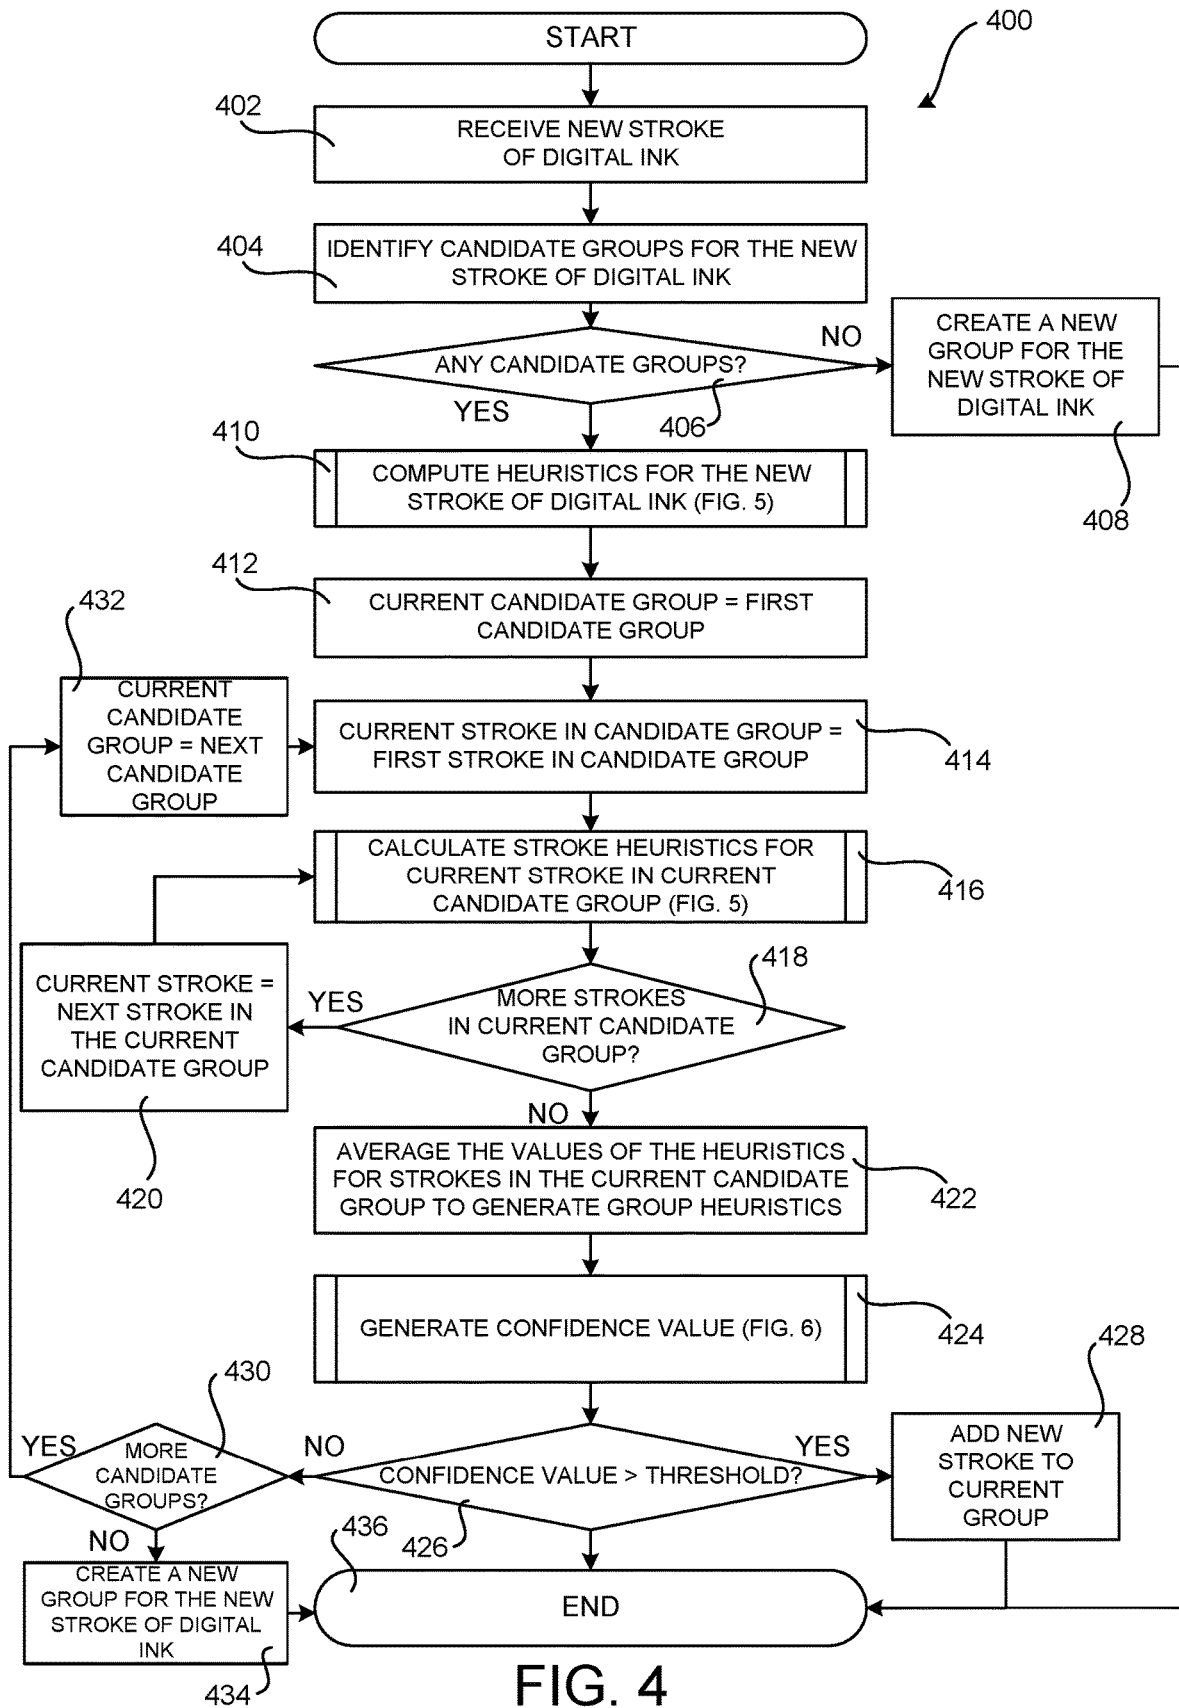 START
400
402
RECEIVE NEW STROKE
OF DIGITAL INK
404
IDENTIFY CANDIDATE GROUPS FOR THE NEW
STROKE OF DIGITAL INK
ANY CANDIDATE GROUPS?
NO
YES
406
CREATE A NEW
GROUP FOR THE
NEW STROKE OF
DIGITAL INK
408
410
COMPUTE HEURISTICS FOR THE NEW
STROKE OF DIGITAL INK (FIG. 5)
412
CURRENT CANDIDATE GROUP = FIRST
CANDIDATE GROUP
432
CURRENT
CANDIDATE
GROUP = NEXT
CANDIDATE
GROUP
CURRENT STROKE IN CANDIDATE GROUP =
FIRST STROKE IN CANDIDATE GROUP
414
CALCULATE STROKE HEURISTICS FOR
CURRENT STROKE IN CURRENT
CANDIDATE GROUP (FIG. 5)
416
418
MORE STROKES
IN CURRENT CANDIDATE
GROUP?
YES
CURRENT STROKE =
NEXT STROKE IN
THE CURRENT
CANDIDATE GROUP
420
NO
AVERAGE THE VALUES OF THE HEURISTICS
FOR STROKES IN THE CURRENT CANDIDATE
GROUP TO GENERATE GROUP HEURISTICS
422
GENERATE CONFIDENCE VALUE (FIG. 6)
424
428
430
YES
MORE
CANDIDATE
GROUPS?
NO
NO
CONFIDENCE VALUE > THRESHOLD?
YES
426
ADD NEW
STROKE TO
CURRENT
GROUP
436
CREATE A NEW
GROUP FOR THE NEW
STROKE OF DIGITAL
INK
434
END
FIG. 4